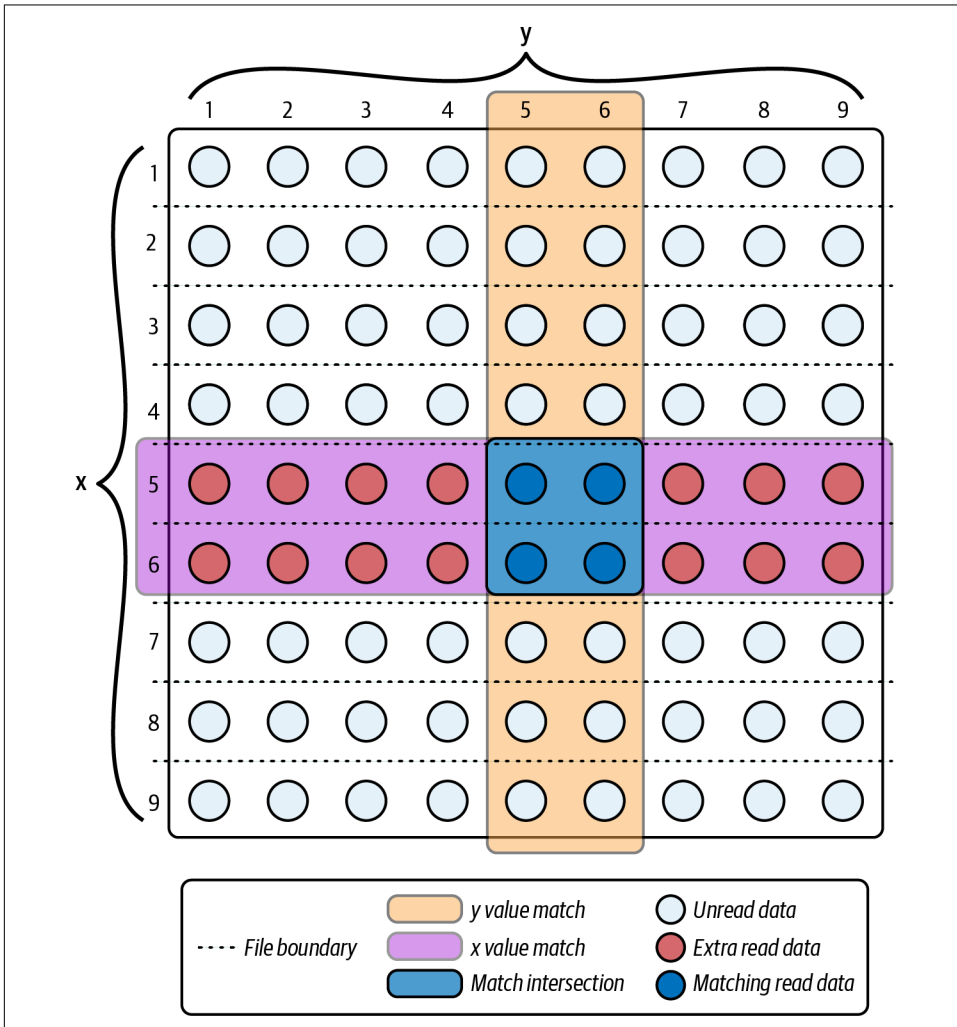 y
1 2 3 4 5 6 7 8 9
1
2
3
4
x
5
6
7
8
9
File boundary
y value match
x value match
Match intersection
Unread data
Extra read data
Matching read data